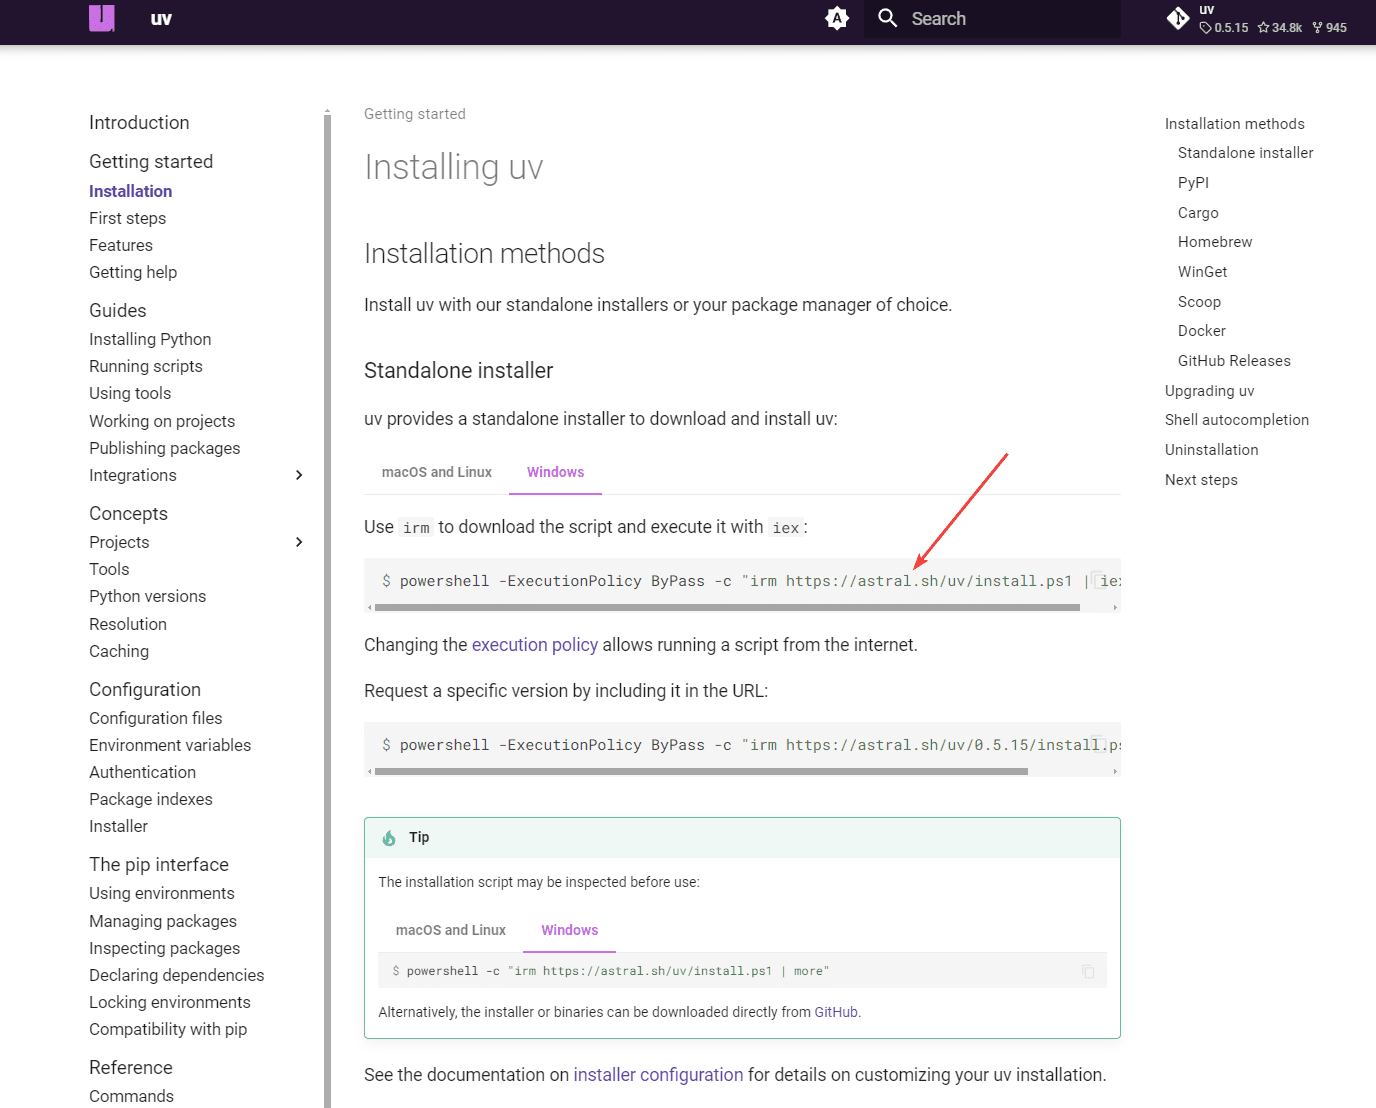 uv
A
Search
uv
0.5.15 34.8k 945
Introduction
Getting started
Installation
First steps
Features
Getting help
Guides
Installing Python
Running scripts
Using tools
Working on projects
Publishing packages
Integrations
Concepts
Projects
Tools
Python versions
Resolution
Caching
Configuration
Configuration files
Environment variables
Authentication
Package indexes
Installer
The pip interface
Using environments
Managing packages
Inspecting packages
Declaring dependencies
Locking environments
Compatibility with pip
Reference
Commands
Getting started
Installing uv
Installation methods
Install uv with our standalone installers or your package manager of choice.
Standalone installer
uv provides a standalone installer to download and install uv:
macOS and Linux Windows
Use irm to download the script and execute it with iex:
$ powershell -ExecutionPolicy ByPass -c "irm https://astral.sh/uv/install.ps1 | iex
Changing the execution policy allows running a script from the internet.
Request a specific version by including it in the URL:
$ powershell -ExecutionPolicy ByPass -c "irm https://astral.sh/uv/0.5.15/install.ps
Tip
The installation script may be inspected before use:
macOS and Linux Windows
$ powershell -c "irm https://astral.sh/uv/install.ps1 | more"
Alternatively, the installer or binaries can be downloaded directly from GitHub.
See the documentation on installer configuration for details on customizing your uv installation.
Installation methods
Standalone installer
PyPI
Cargo
Homebrew
WinGet
Scoop
Docker
GitHub Releases
Upgrading uv
Shell autocompletion
Uninstallation
Next steps